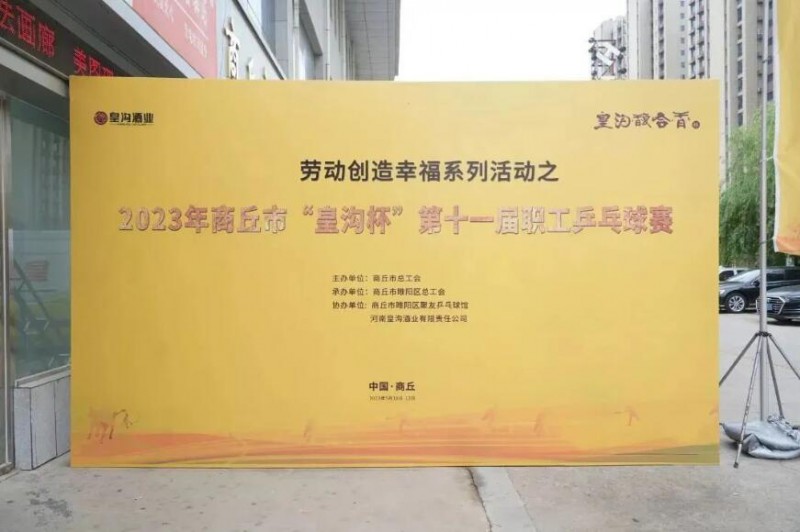 法画廊 美图
皇沟酒业
皇沟馥合香
劳动创造幸福系列活动之
2023年商丘市“皇沟杯”第十一届职工乒乓球赛
主办单位：商丘市总工会
承办单位：商丘市睢阳区总工会
协办单位：商丘市睢阳区聚友乒乓球馆
河南皇沟酒业有限责任公司
中国·商丘